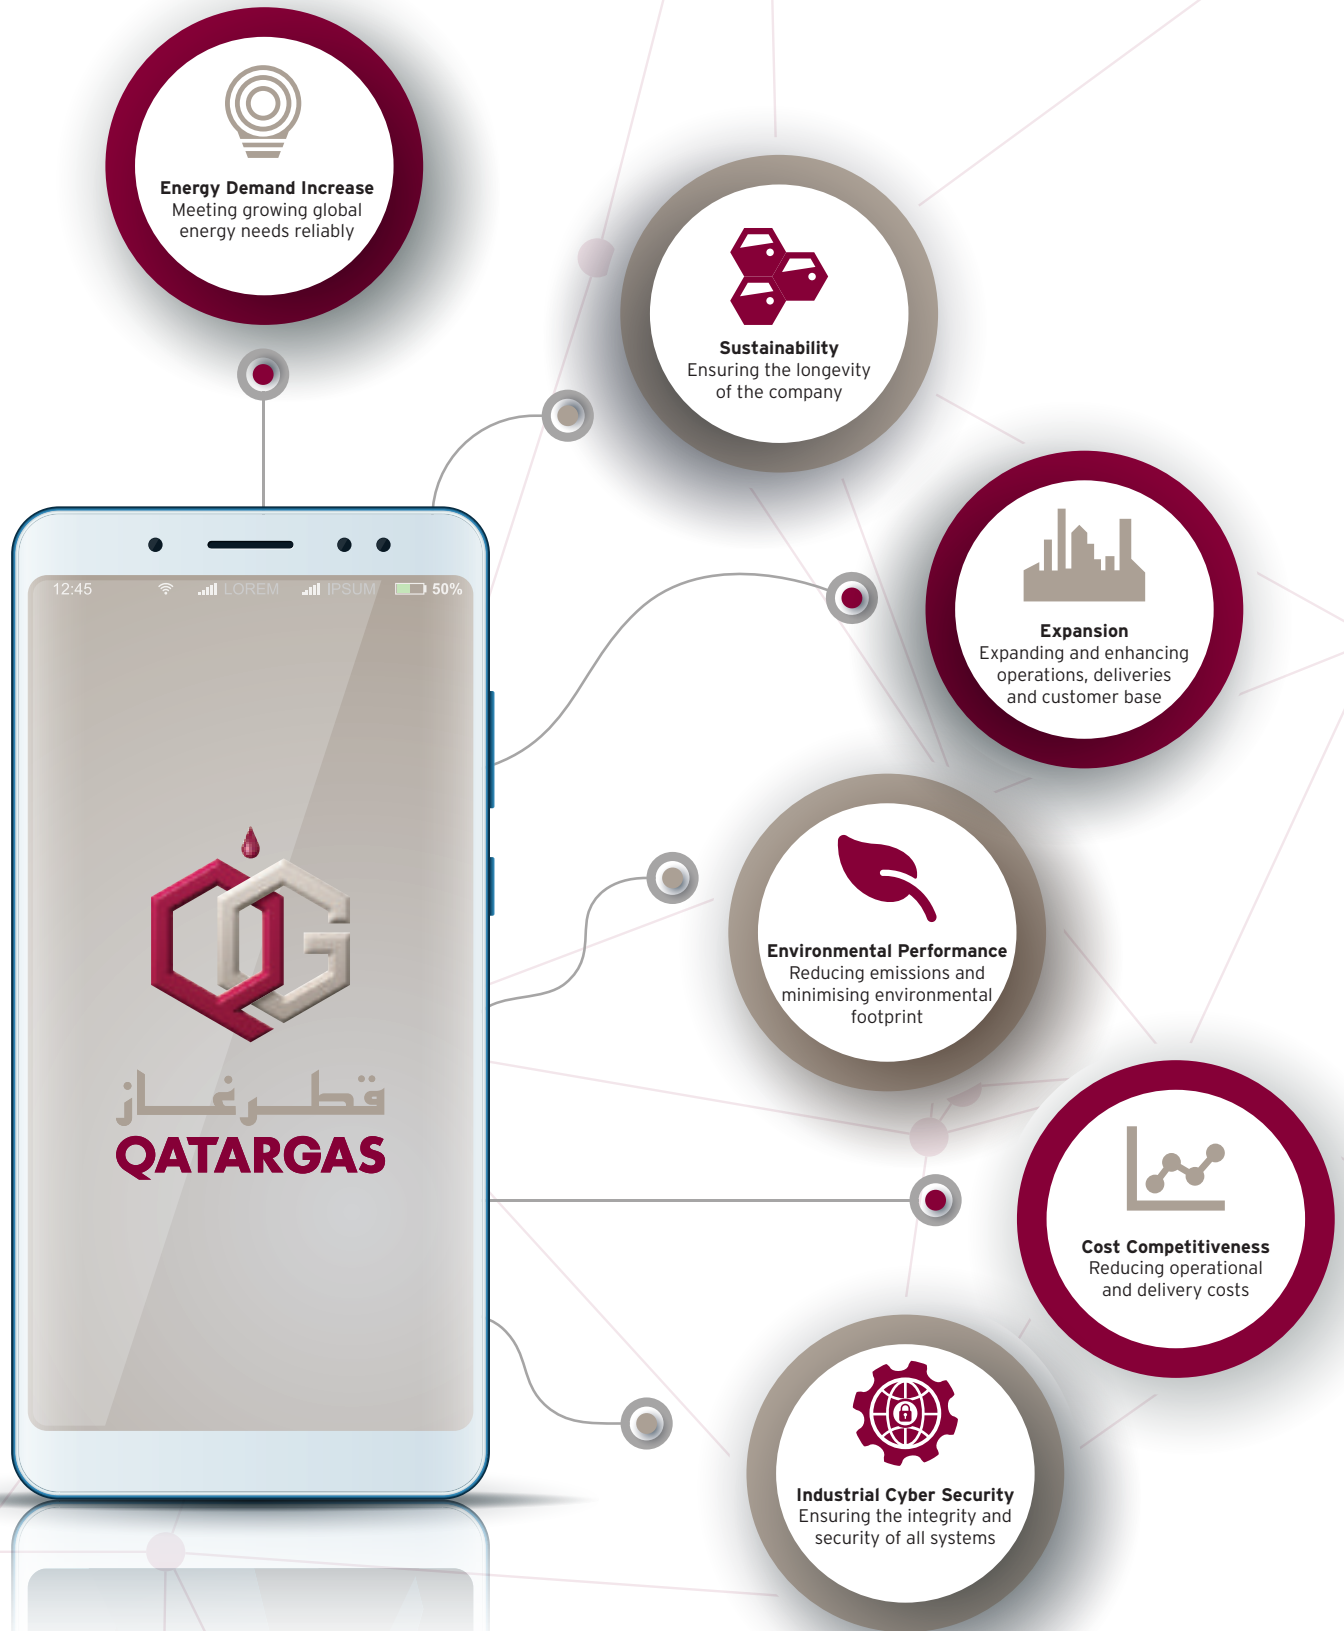 Energy Demand Increase
Meeting growing global
energy needs reliably
Sustainability
Ensuring the longevity
of the company
Expansion
Expanding and enhancing
operations, deliveries
and customer base
12:45 LOREM IPSUM 50%
QG
قطرغاز
QATARGAS
Environmental Performance
Reducing emissions and
minimising environmental
footprint
Cost Competitiveness
Reducing operational
and delivery costs
Industrial Cyber Security
Ensuring the integrity and
security of all systems